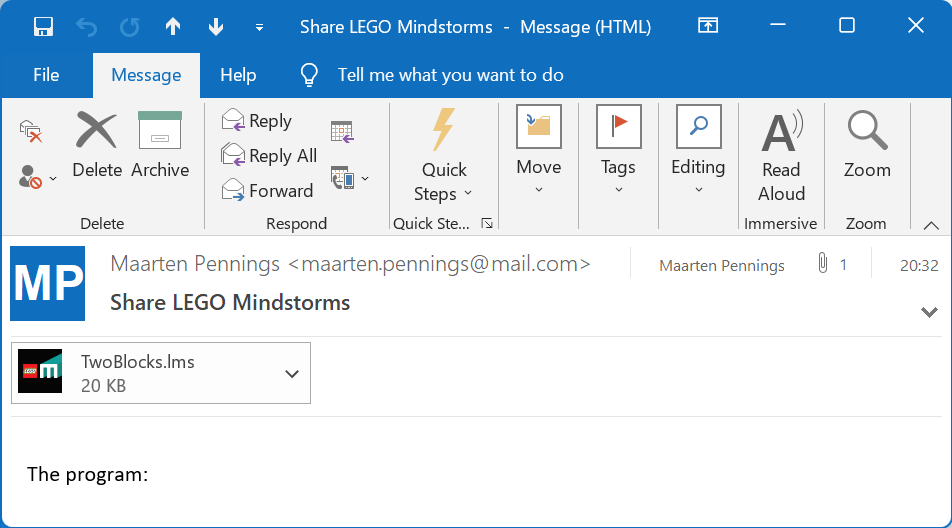 Share LEGO Mindstorms - Message (HTML)
File Message Help Tell me what you want to do
Delete
Archive
Reply
Reply All
Forward
Quick
Steps
Move
Tags
Editing
Read
Aloud
Zoom
Delete Respond Quick Ste... Immersive Zoom
MP
Maarten Pennings <maarten.pennings@mail.com> Maarten Pennings 1 20:32
Share LEGO Mindstorms
LEGO m
TwoBlocks.lms
20 KB
The program: